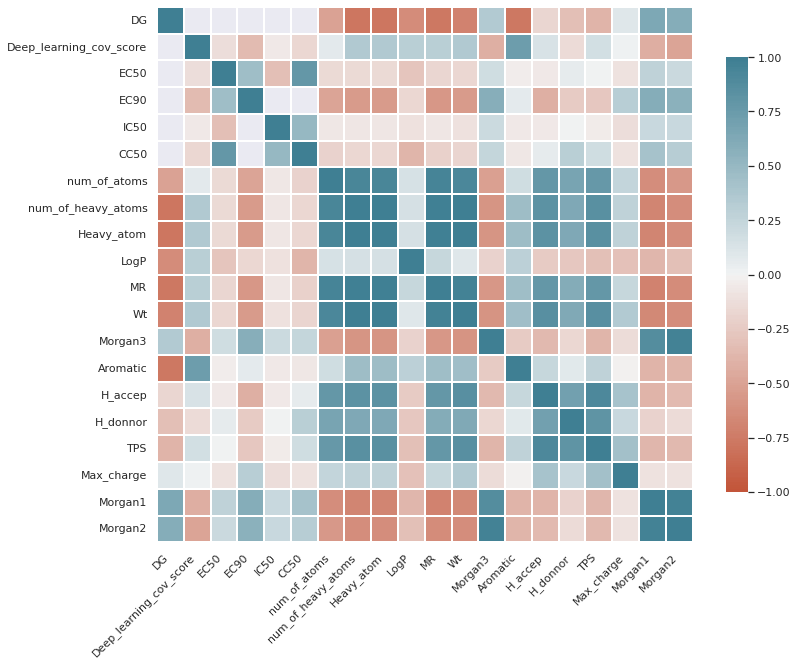 DG
Deep_learning_cov_score
EC50
EC90
IC50
CC50
num_of_atoms
num_of_heavy_atoms
Heavy_atom
LogP
MR
Wt
Morgan3
Aromatic
H_accep
H_donnor
TPS
Max_charge
Morgan1
Morgan2
DG
Deep_learning_cov_score
EC50
EC90
IC50
CC50
num_of_atoms
num_of_heavy_atoms
Heavy_atom
LogP
MR
Wt
Morgan3
Aromatic
H_accep
H_donnor
TPS
Max_charge
Morgan1
Morgan2
1.00
0.75
0.50
0.25
0.00
−0.25
−0.50
−0.75
−1.00